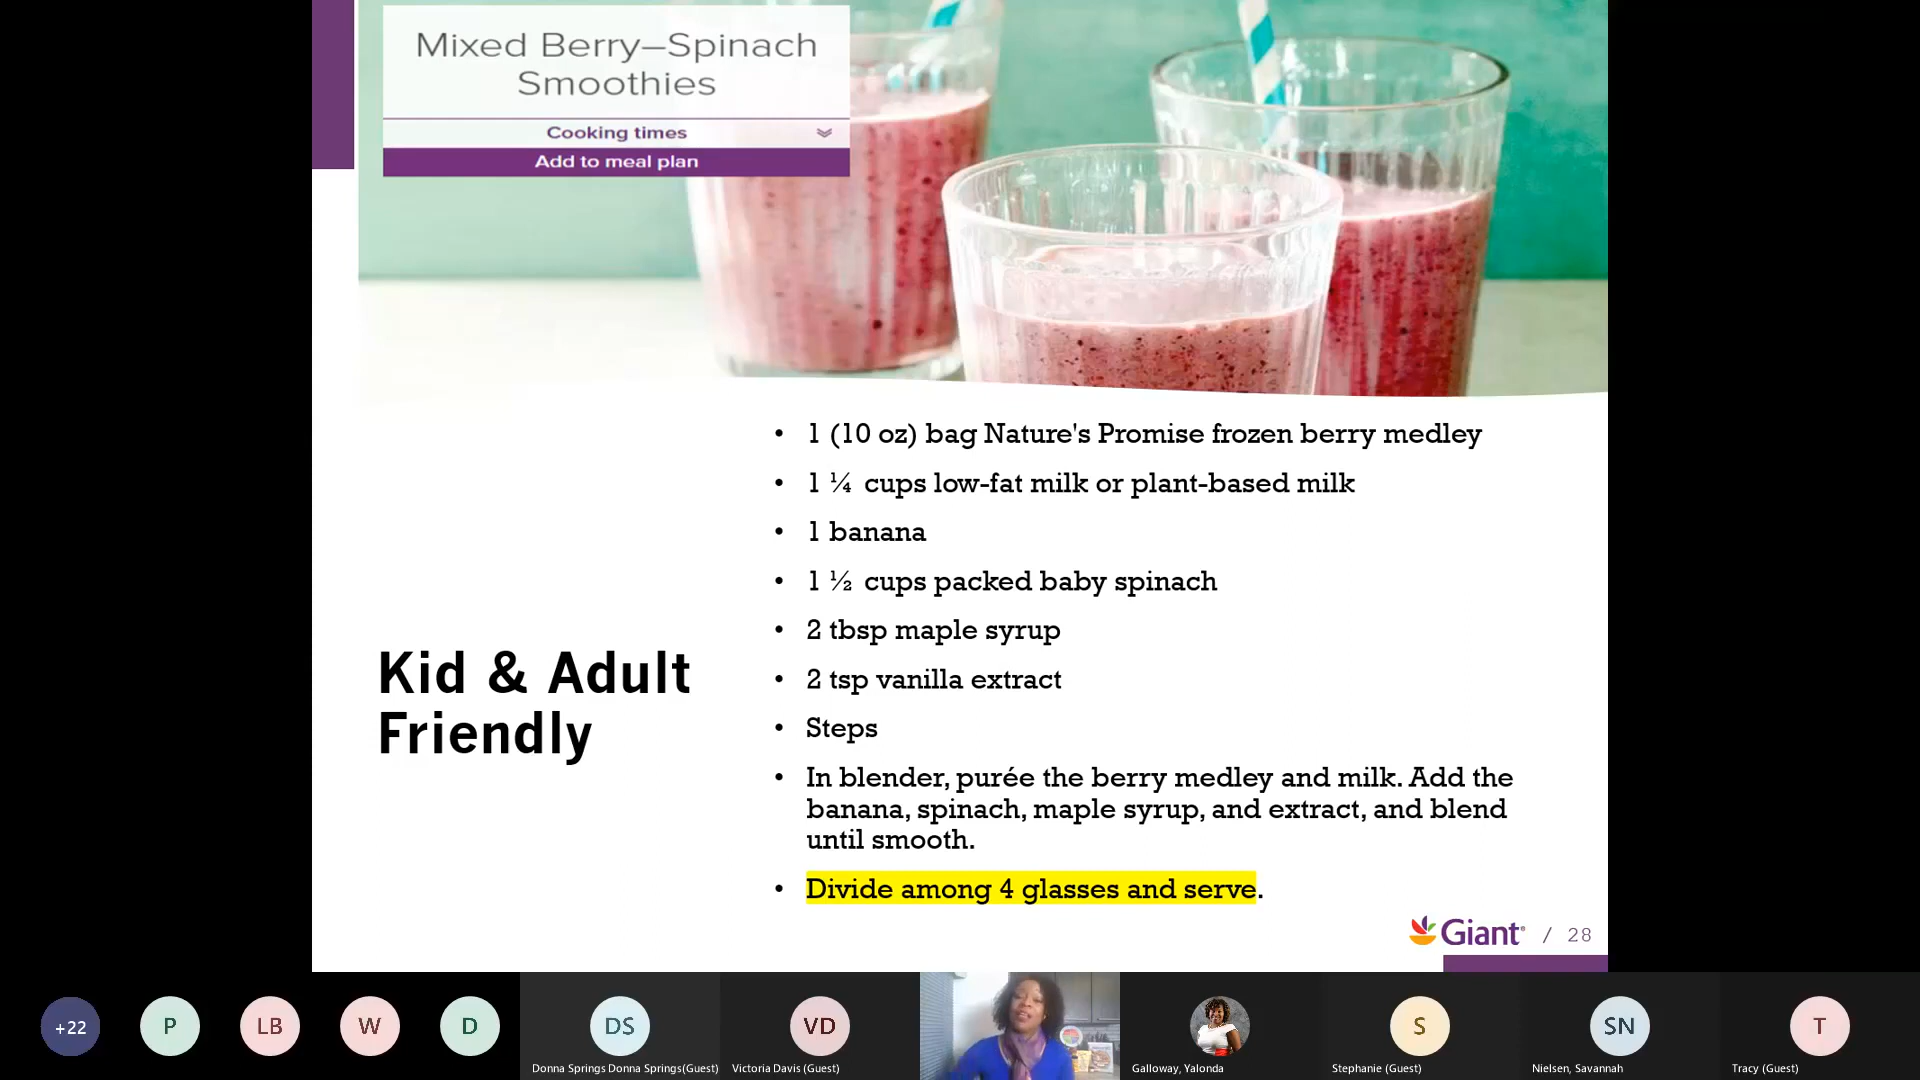 Mixed Berry–Spinach
Smoothies
Cooking times
Add to meal plan
Kid & Adult
Friendly
• 1 (10 oz) bag Nature's Promise frozen berry medley
• 1 ¼ cups low-fat milk or plant-based milk
• 1 banana
• 1 ½ cups packed baby spinach
• 2 tbsp maple syrup
• 2 tsp vanilla extract
• Steps
• In blender, purée the berry medley and milk. Add the
banana, spinach, maple syrup, and extract, and blend
until smooth.
• Divide among 4 glasses and serve.
Giant / 28
+22
P
LB
W
D
DS
Donna Springs Donna Springs(Guest)
VD
Victoria Davis (Guest)
Galloway, Yalonda
S
Stephanie (Guest)
SN
Nielsen, Savannah
T
Tracy (Guest)